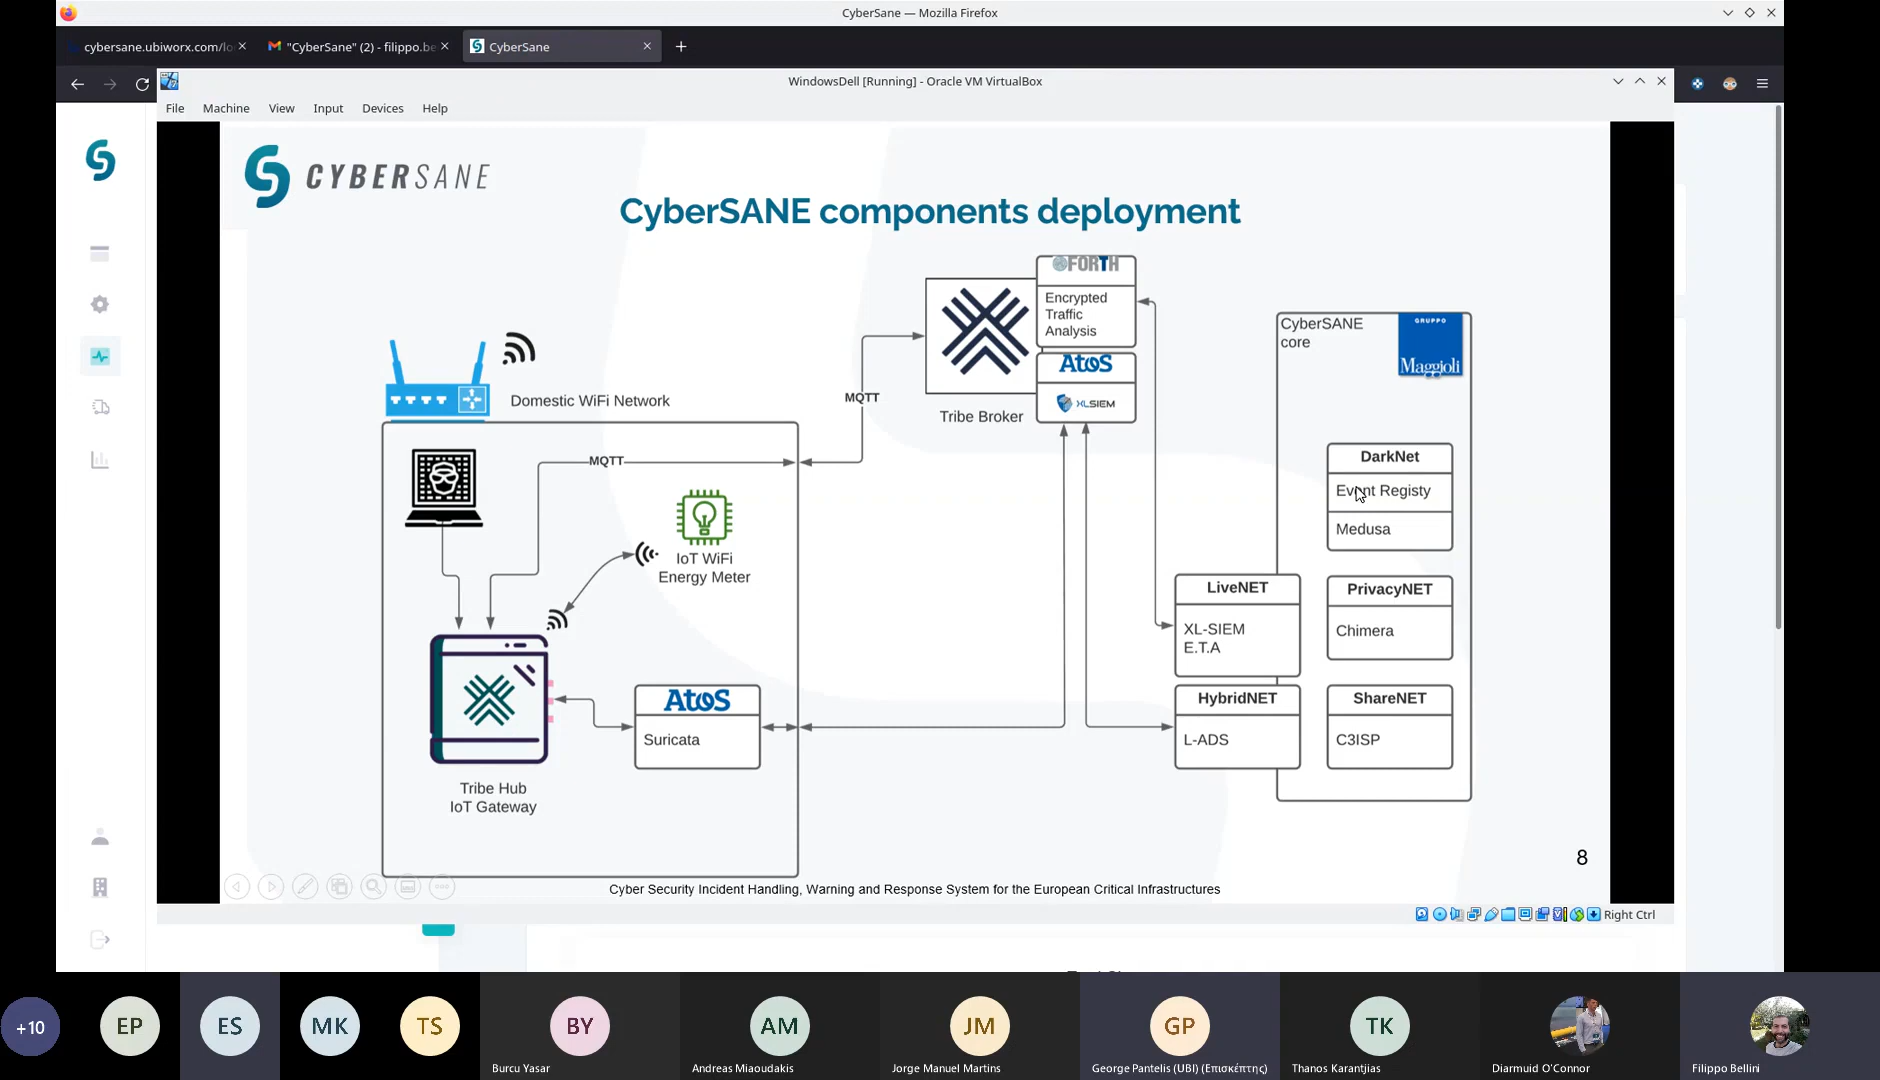 CyberSane — Mozilla Firefox
cybersane.ubiworx.com/lo
"CyberSane" (2) - filippo.be
CyberSane
WindowsDell [Running] - Oracle VM VirtualBox
File Machine View Input Devices Help
CYBERSANE
CyberSANE components deployment
FORTH
Encrypted
Traffic
Analysis
Atos
XLSIEM
Tribe Broker
MQTT
CyberSANE
core
GRUPPO
Maggioli
Domestic WiFi Network
MQTT
IoT WiFi
Energy Meter
DarkNet
Event Registy
Medusa
LiveNET
XL-SIEM
E.T.A
PrivacyNET
Chimera
Atos
Suricata
HybridNET
L-ADS
ShareNET
C3ISP
Tribe Hub
IoT Gateway
8
Cyber Security Incident Handling, Warning and Response System for the European Critical Infrastructures
Right Ctrl
+10
EP
ES
MK
TS
BY
AM
JM
GP
TK
Burcu Yasar
Andreas Miaoudakis
Jorge Manuel Martins
George Pantelis (UBI) (Επισκέπτης)
Thanos Karantjias
Diarmuid O'Connor
Filippo Bellini